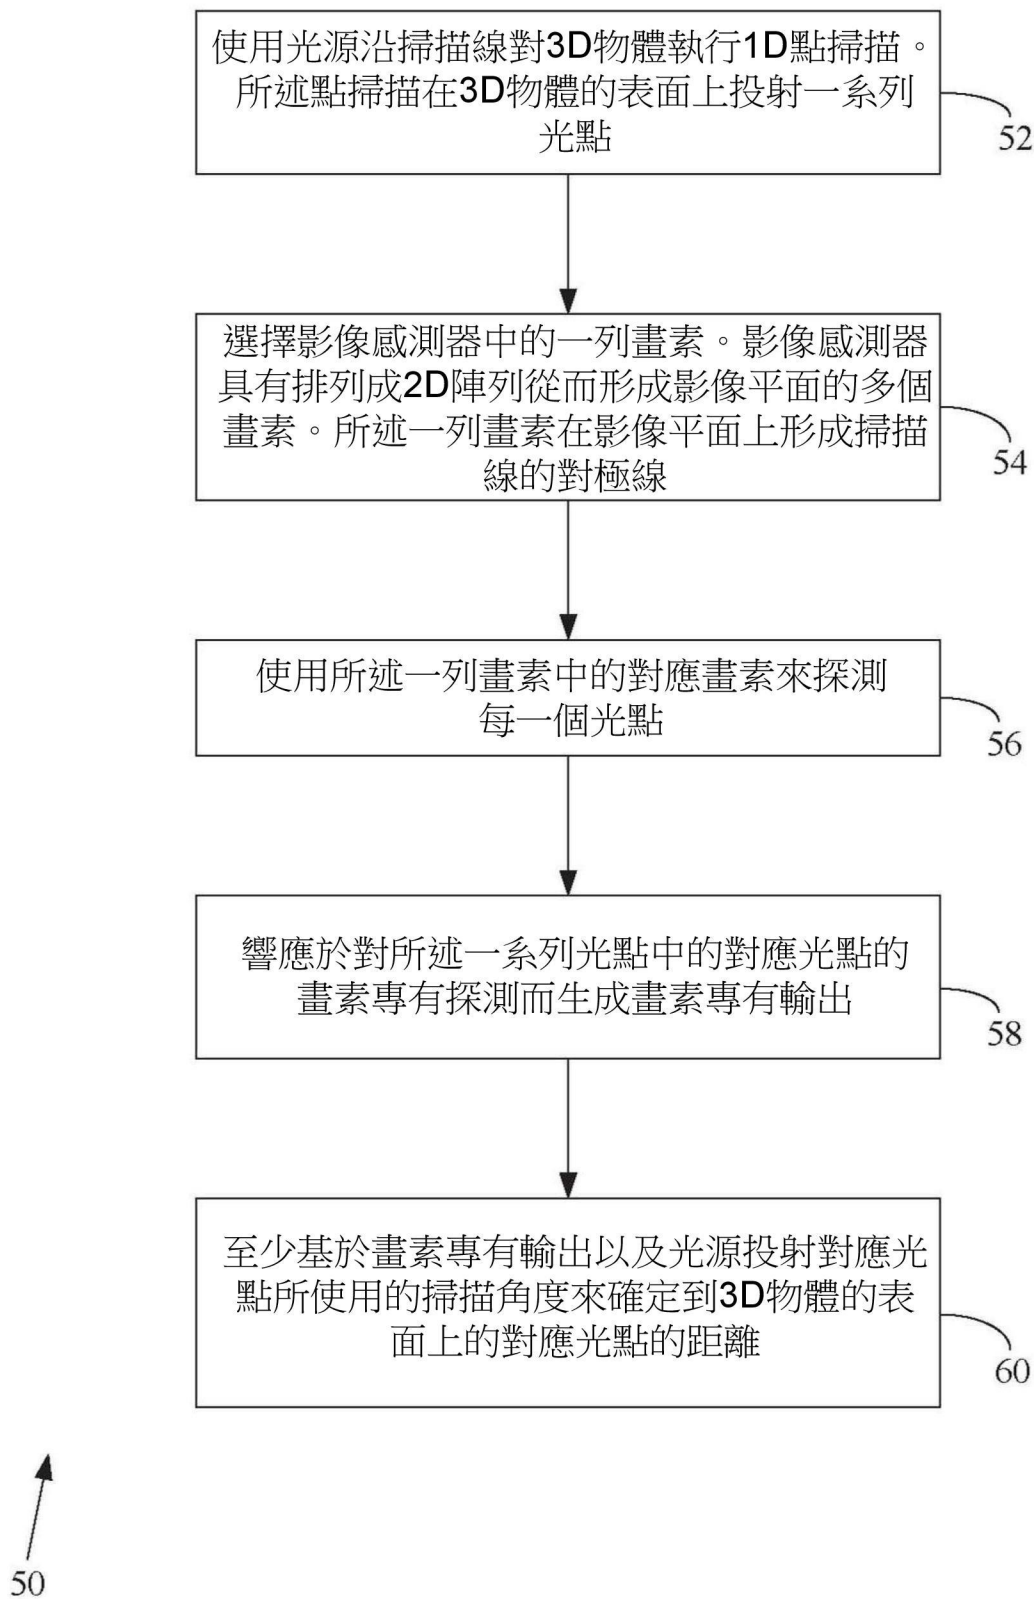 使用光源沿掃描線對3D物體執行1D點掃描。
所述點掃描在3D物體的表面上投射一系列
光點
52
選擇影像感測器中的一列畫素。影像感測器
具有排列成2D陣列從而形成影像平面的多個
畫素。所述一列畫素在影像平面上形成掃描
線的對極線
54
使用所述一列畫素中的對應畫素來探測
每一個光點
56
響應於對所述一系列光點中的對應光點的
畫素專有探測而生成畫素專有輸出
58
至少基於畫素專有輸出以及光源投射對應光
點所使用的掃描角度來確定到3D物體的表
面上的對應光點的距離
60
50